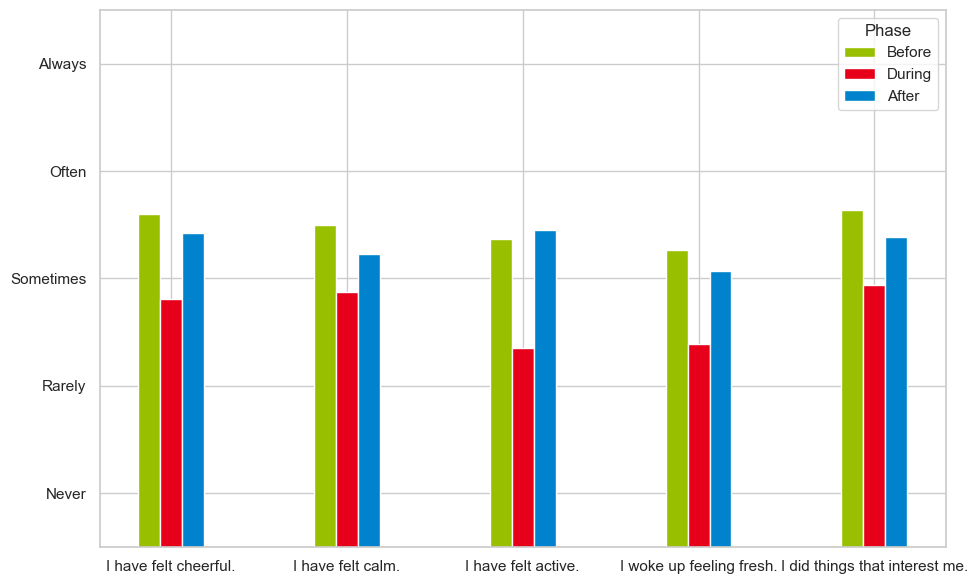 Always
Often
Sometimes
Rarely
Never
Phase
Before
During
After
I have felt cheerful.
I have felt calm.
I have felt active.
I woke up feeling fresh.
I did things that interest me.